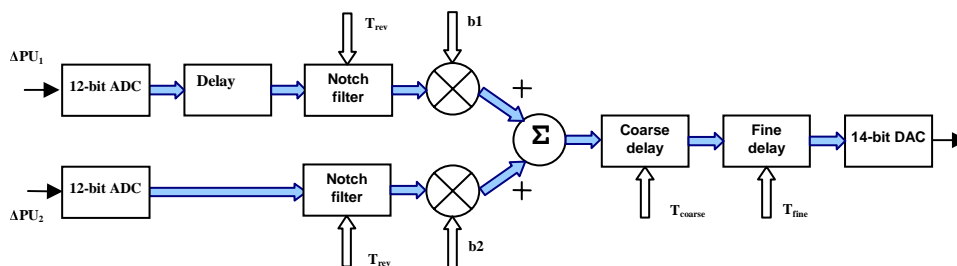 T_rev
b1
ΔPU_1
12-bit ADC
Delay
Notch
filter
+
Σ
Coarse
delay
Fine
delay
14-bit DAC
12-bit ADC
Notch
filter
+
ΔPU_2
T_coarse
T_fine
T_rev
b2